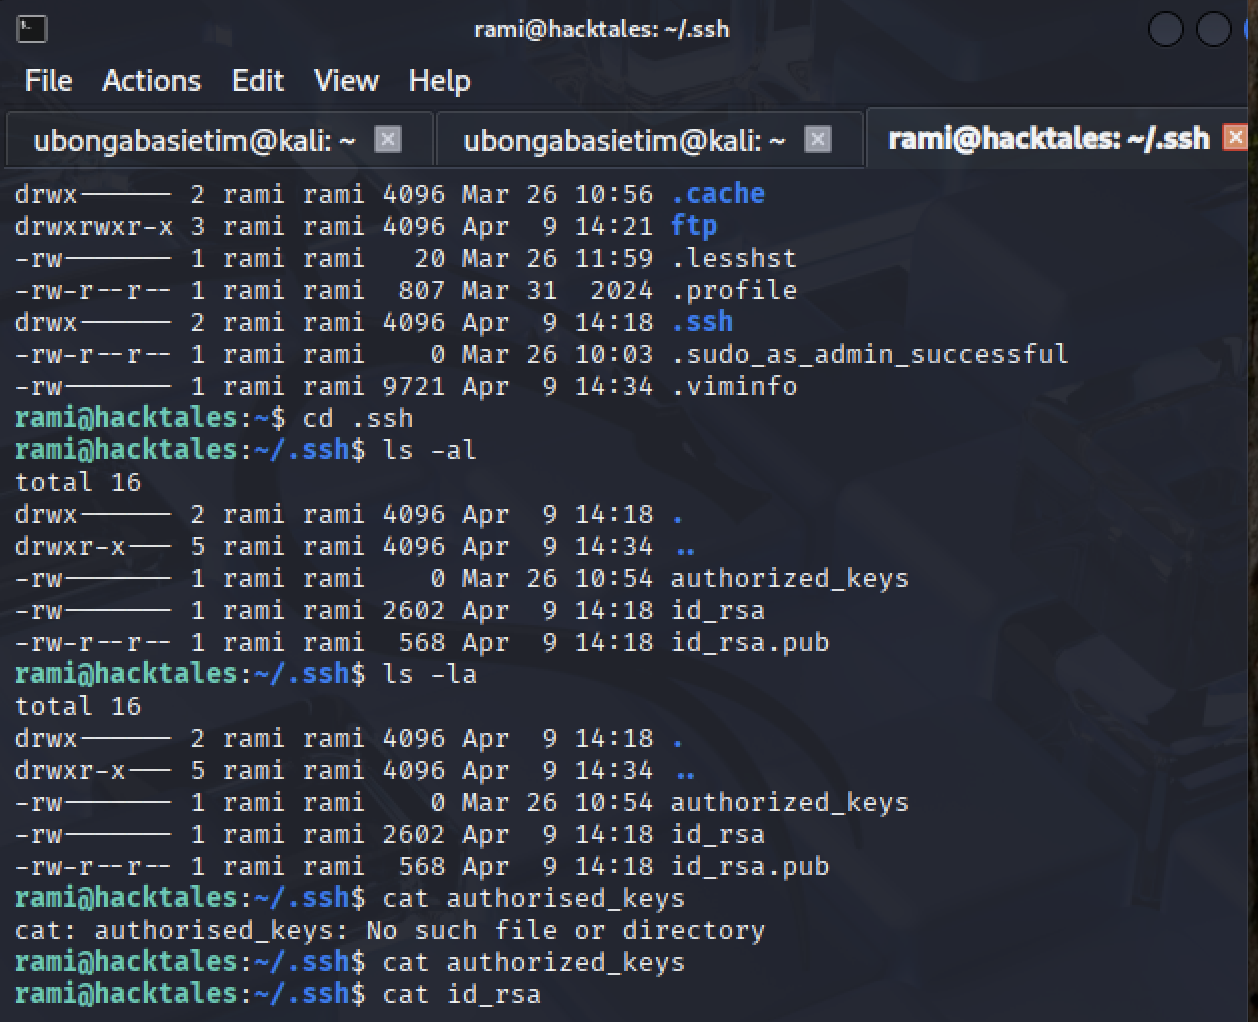 rami@hacktales: ~/.ssh
File Actions Edit View Help
ubongabasietim@kali: ~ ubongabasietim@kali: ~ rami@hacktales: ~/.ssh
drwx------ 2 rami rami 4096 Mar 26 10:56 .cache
drwxrwxr-x 3 rami rami 4096 Apr  9 14:21 ftp
-rw------- 1 rami rami   20 Mar 26 11:59 .lesshst
-rw-r--r-- 1 rami rami  807 Mar 31  2024 .profile
drwx------ 2 rami rami 4096 Apr  9 14:18 .ssh
-rw-r--r-- 1 rami rami    0 Mar 26 10:03 .sudo_as_admin_successful
-rw------- 1 rami rami 9721 Apr  9 14:34 .viminfo
rami@hacktales:~$ cd .ssh
rami@hacktales:~/.ssh$ ls -al
total 16
drwx------ 2 rami rami 4096 Apr  9 14:18 .
drwxr-x--- 5 rami rami 4096 Apr  9 14:34 ..
-rw------- 1 rami rami    0 Mar 26 10:54 authorized_keys
-rw------- 1 rami rami 2602 Apr  9 14:18 id_rsa
-rw-r--r-- 1 rami rami  568 Apr  9 14:18 id_rsa.pub
rami@hacktales:~/.ssh$ ls -la
total 16
drwx------ 2 rami rami 4096 Apr  9 14:18 .
drwxr-x--- 5 rami rami 4096 Apr  9 14:34 ..
-rw------- 1 rami rami    0 Mar 26 10:54 authorized_keys
-rw------- 1 rami rami 2602 Apr  9 14:18 id_rsa
-rw-r--r-- 1 rami rami  568 Apr  9 14:18 id_rsa.pub
rami@hacktales:~/.ssh$ cat authorised_keys
cat: authorised_keys: No such file or directory
rami@hacktales:~/.ssh$ cat authorized_keys
rami@hacktales:~/.ssh$ cat id_rsa